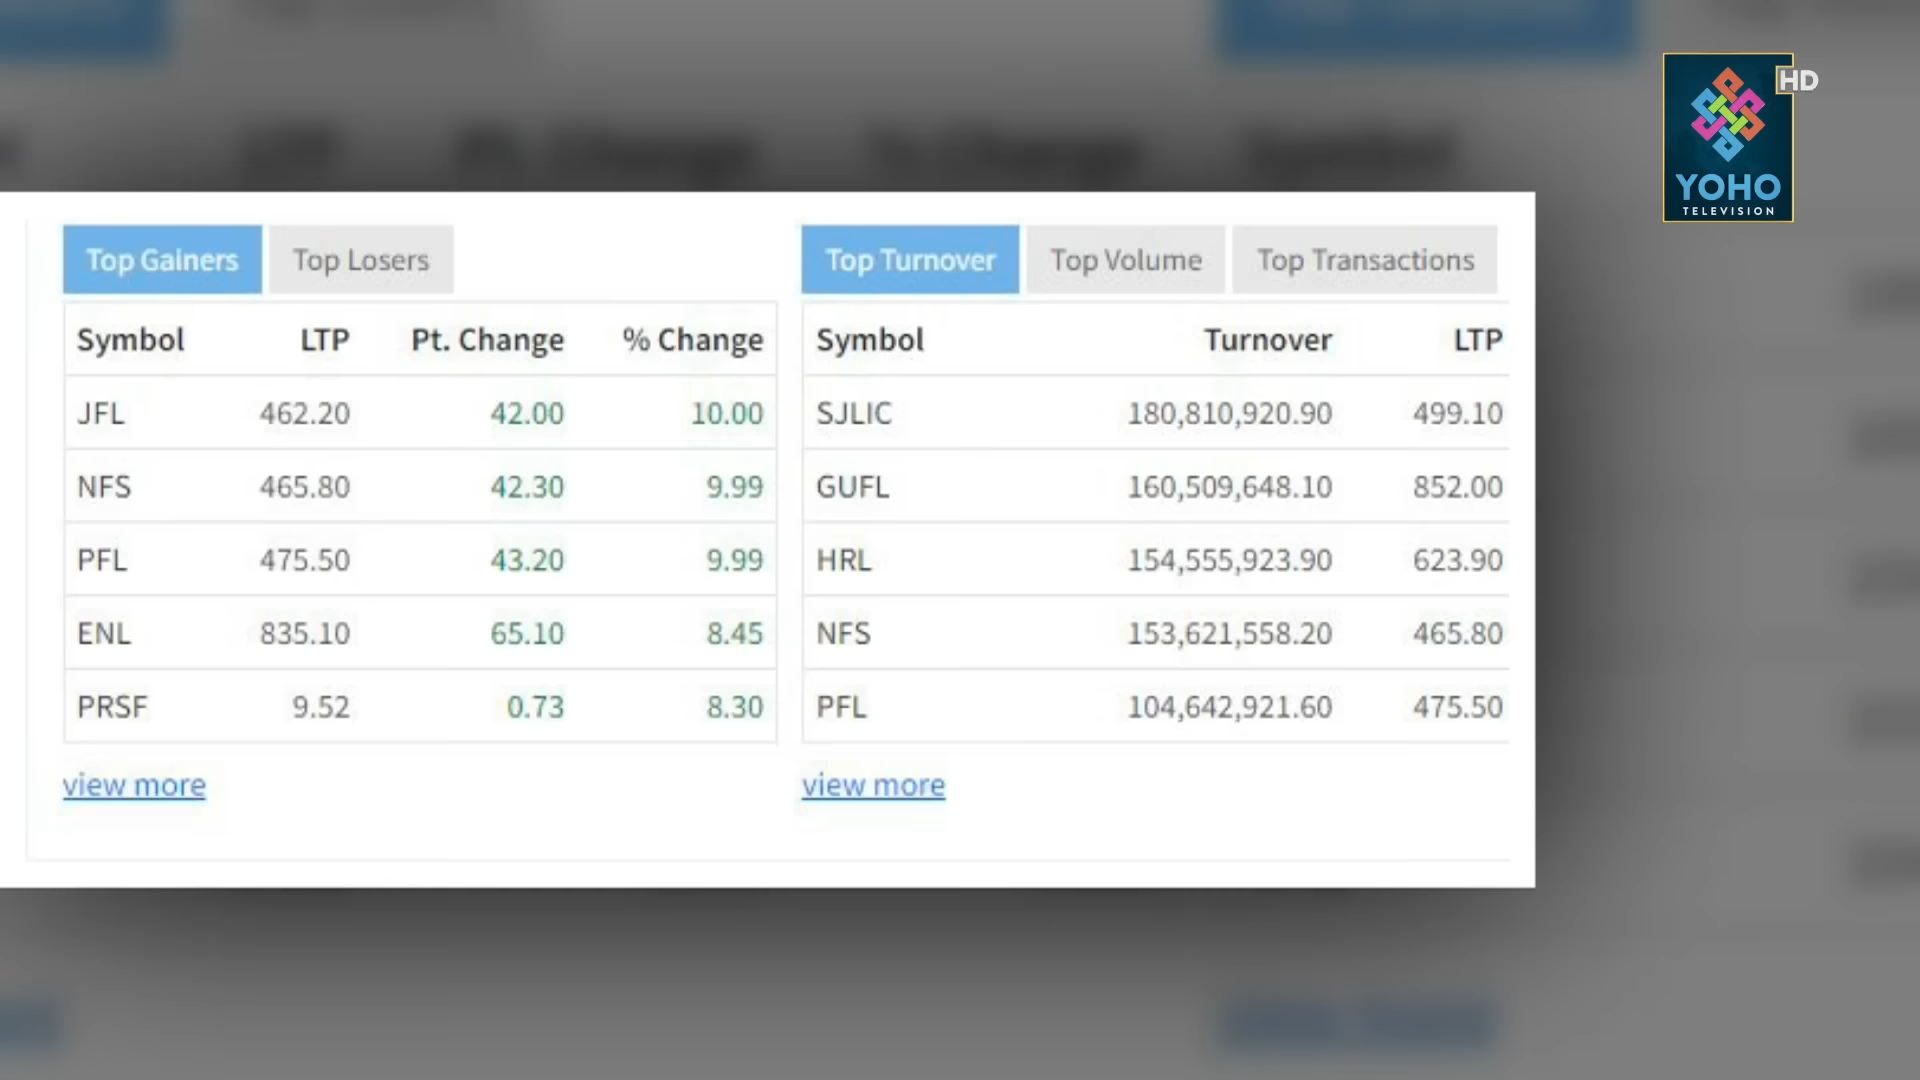 HD
YOHO
TELEVISION
Top Gainers Top Losers
Symbol LTP Pt. Change % Change
JFL 462.20 42.00 10.00
NFS 465.80 42.30 9.99
PFL 475.50 43.20 9.99
ENL 835.10 65.10 8.45
PRSF 9.52 0.73 8.30
view more
Top Turnover Top Volume Top Transactions
Symbol Turnover LTP
SJLIC 180,810,920.90 499.10
GUFL 160,509,648.10 852.00
HRL 154,555,923.90 623.90
NFS 153,621,558.20 465.80
PFL 104,642,921.60 475.50
view more